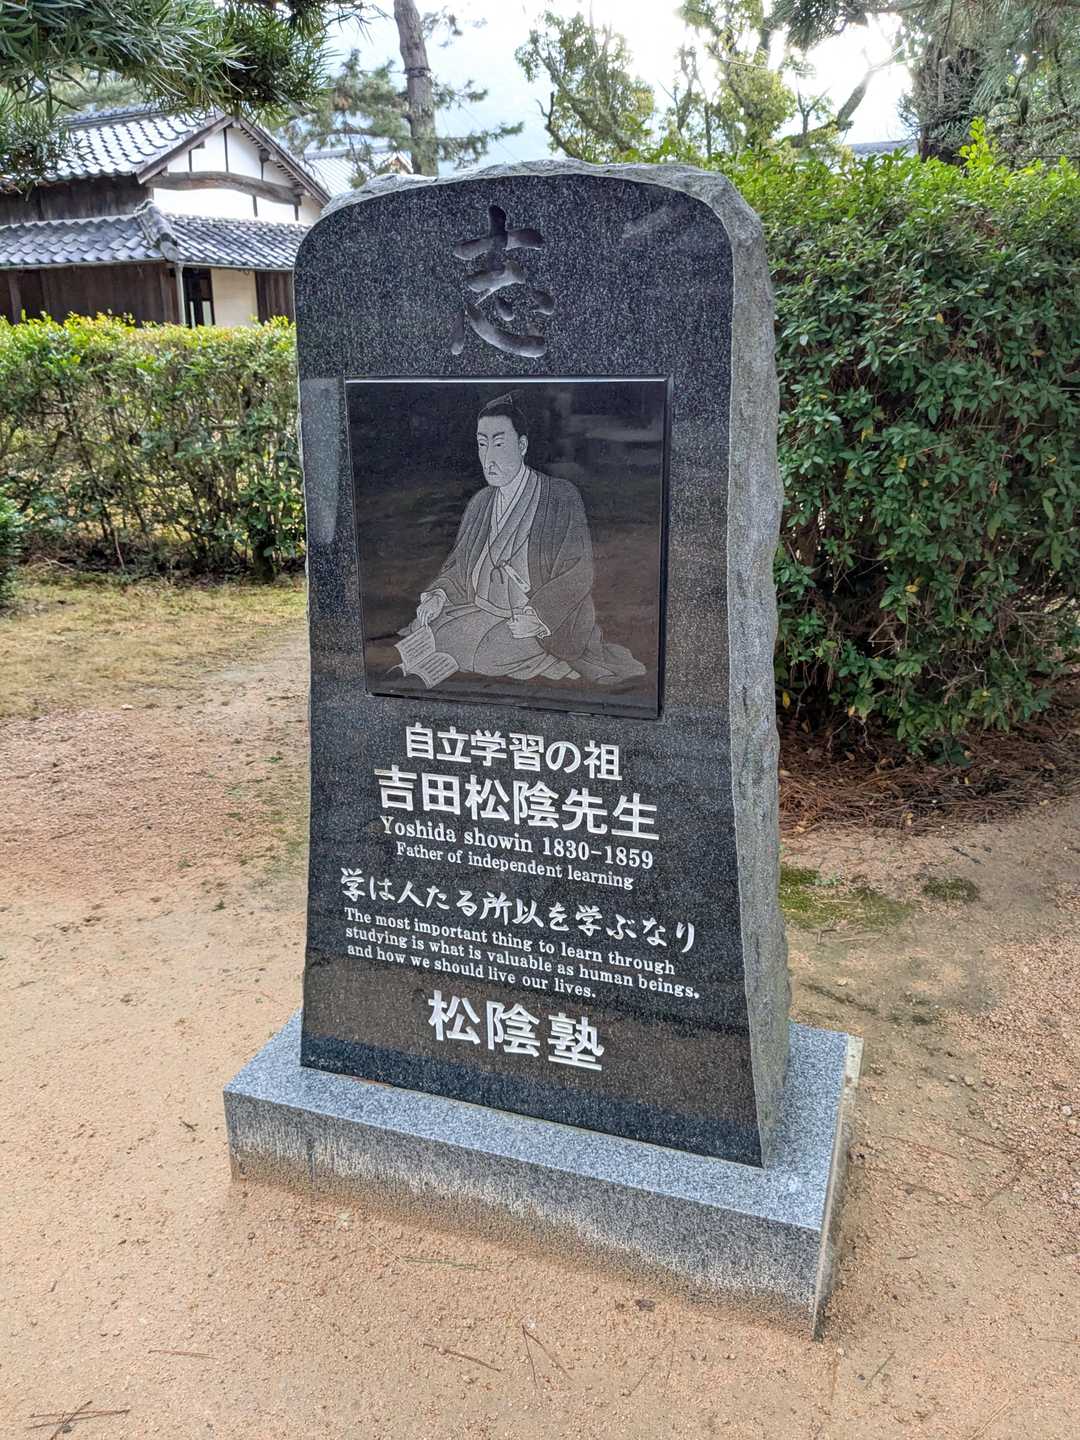 志
自立学習の祖
吉田松陰先生
Yoshida showin 1830-1859
Father of independent learning
学は人たる所以を学ぶなり
The most important thing to learn through
studying is what is valuable as human beings,
and how we should live our lives.
松陰塾